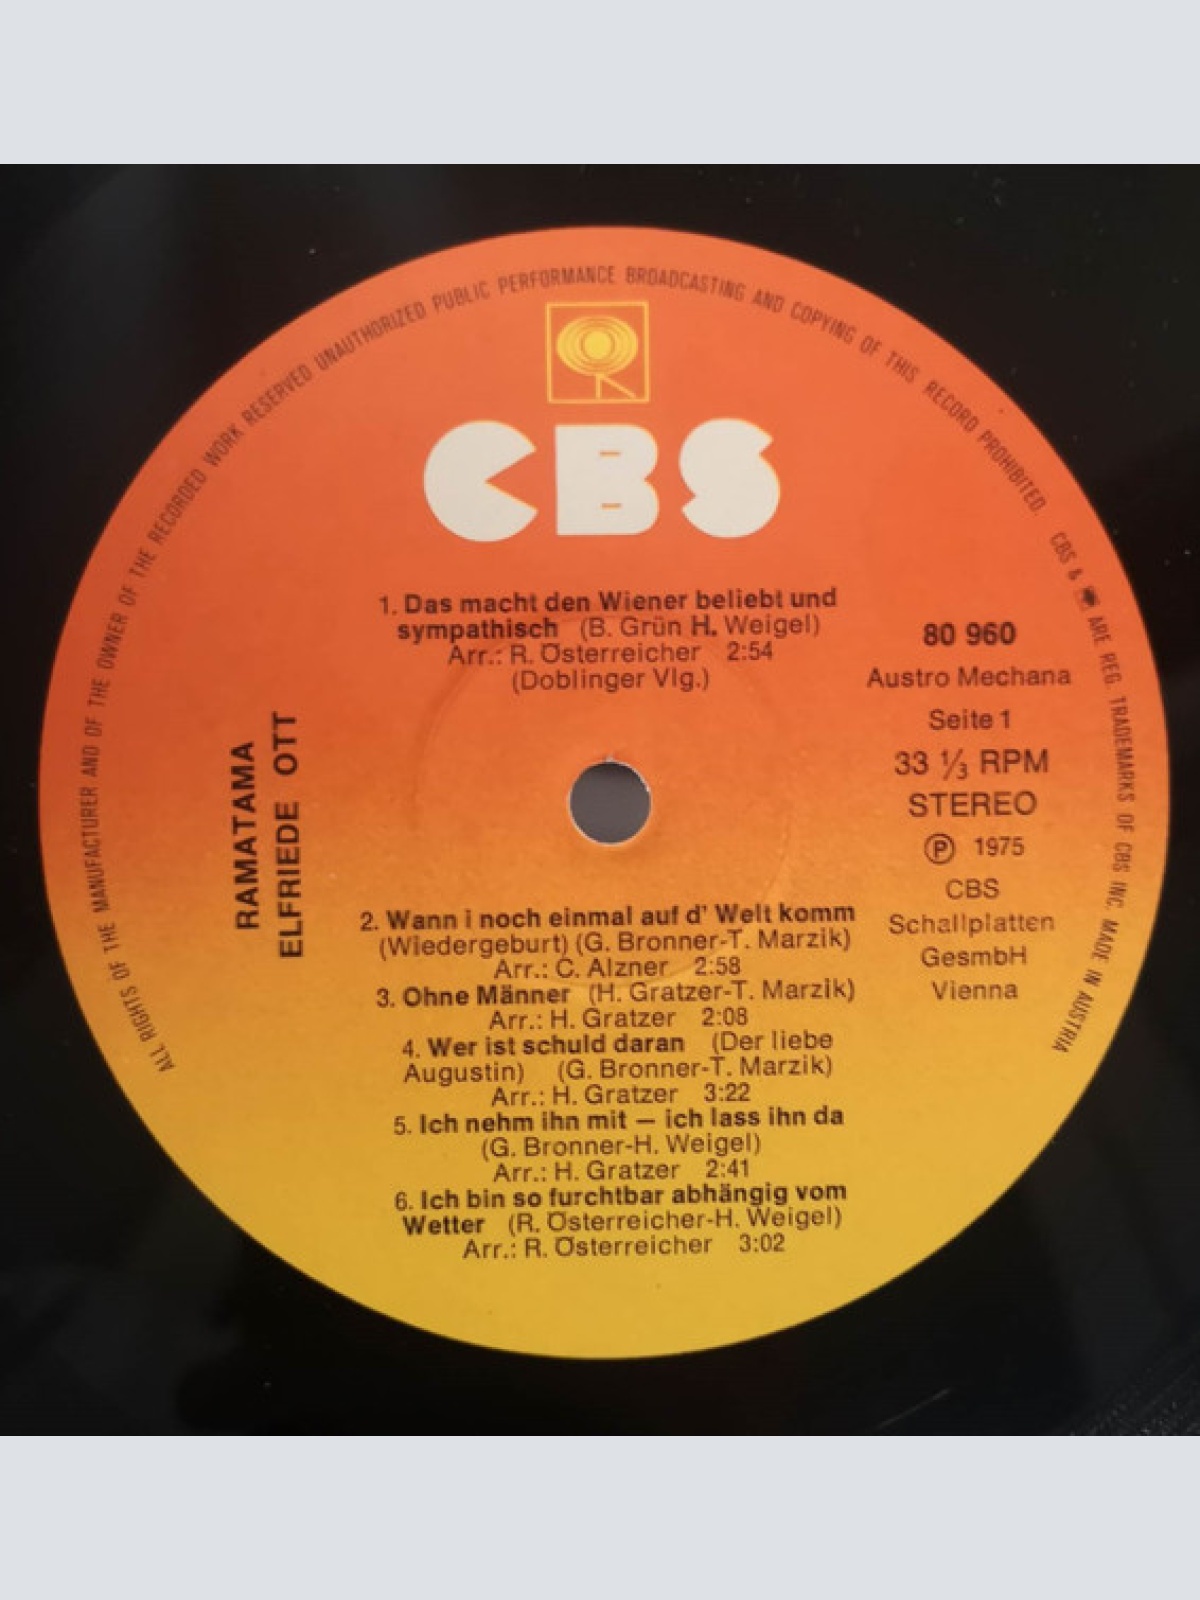 ALL RIGHTS OF THE MANUFACTURER AND OF THE OWNER OF THE RECORDED WORK RESERVED UNAUTHORIZED PUBLIC PERFORMANCE BROADCASTING AND COPYING OF THIS RECORD PROHIBITED. CBS & ARE REG. TRADEMARKS OF CBS INC. MADE IN AUSTRIA
CBS
1. Das macht den Wiener beliebt und
sympathisch (B. Grün H. Weigel)
Arr.: R. Österreicher 2:54
(Doblinger Vlg.)
80 960
Austro Mechana
Seite 1
33 ⅓ RPM
STEREO
Ⓟ 1975
CBS
Schallplatten
GesmbH
Vienna
RAMATAMA
ELFRIEDE OTT
2. Wann i noch einmal auf d' Welt komm
(Wiedergeburt) (G. Bronner-T. Marzik)
Arr.: C. Alzner 2:58
3. Ohne Männer (H. Gratzer-T. Marzik)
Arr.: H. Gratzer 2:08
4. Wer ist schuld daran (Der liebe
Augustin) (G. Bronner-T. Marzik)
Arr.: H. Gratzer 3:22
5. Ich nehm ihn mit — ich lass ihn da
(G. Bronner-H. Weigel)
Arr.: H. Gratzer 2:41
6. Ich bin so furchtbar abhängig vom
Wetter (R. Österreicher-H. Weigel)
Arr.: R. Österreicher 3:02